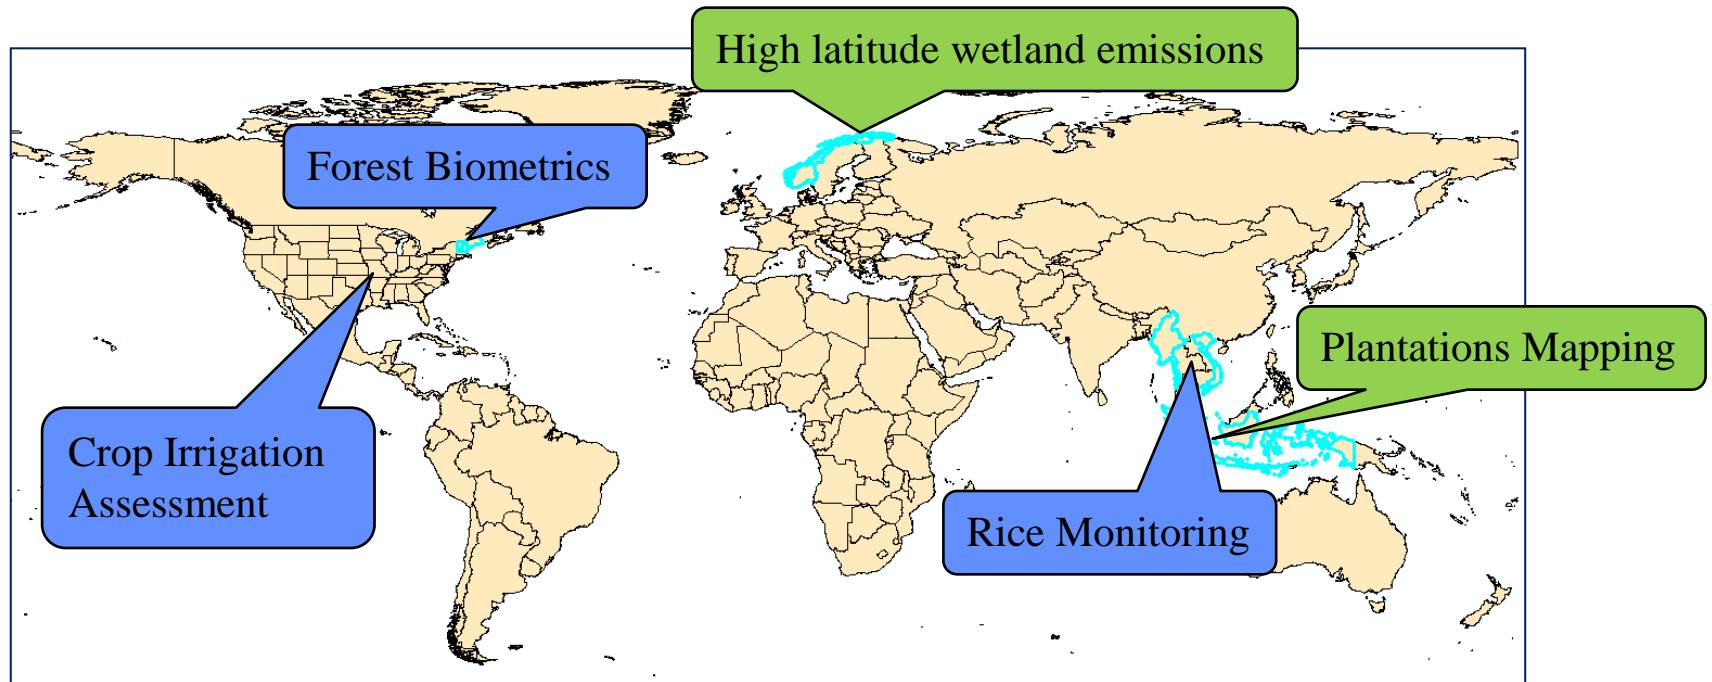 High latitude wetland emissions
Forest Biometrics
Plantations Mapping
Crop Irrigation
Assessment
Rice Monitoring